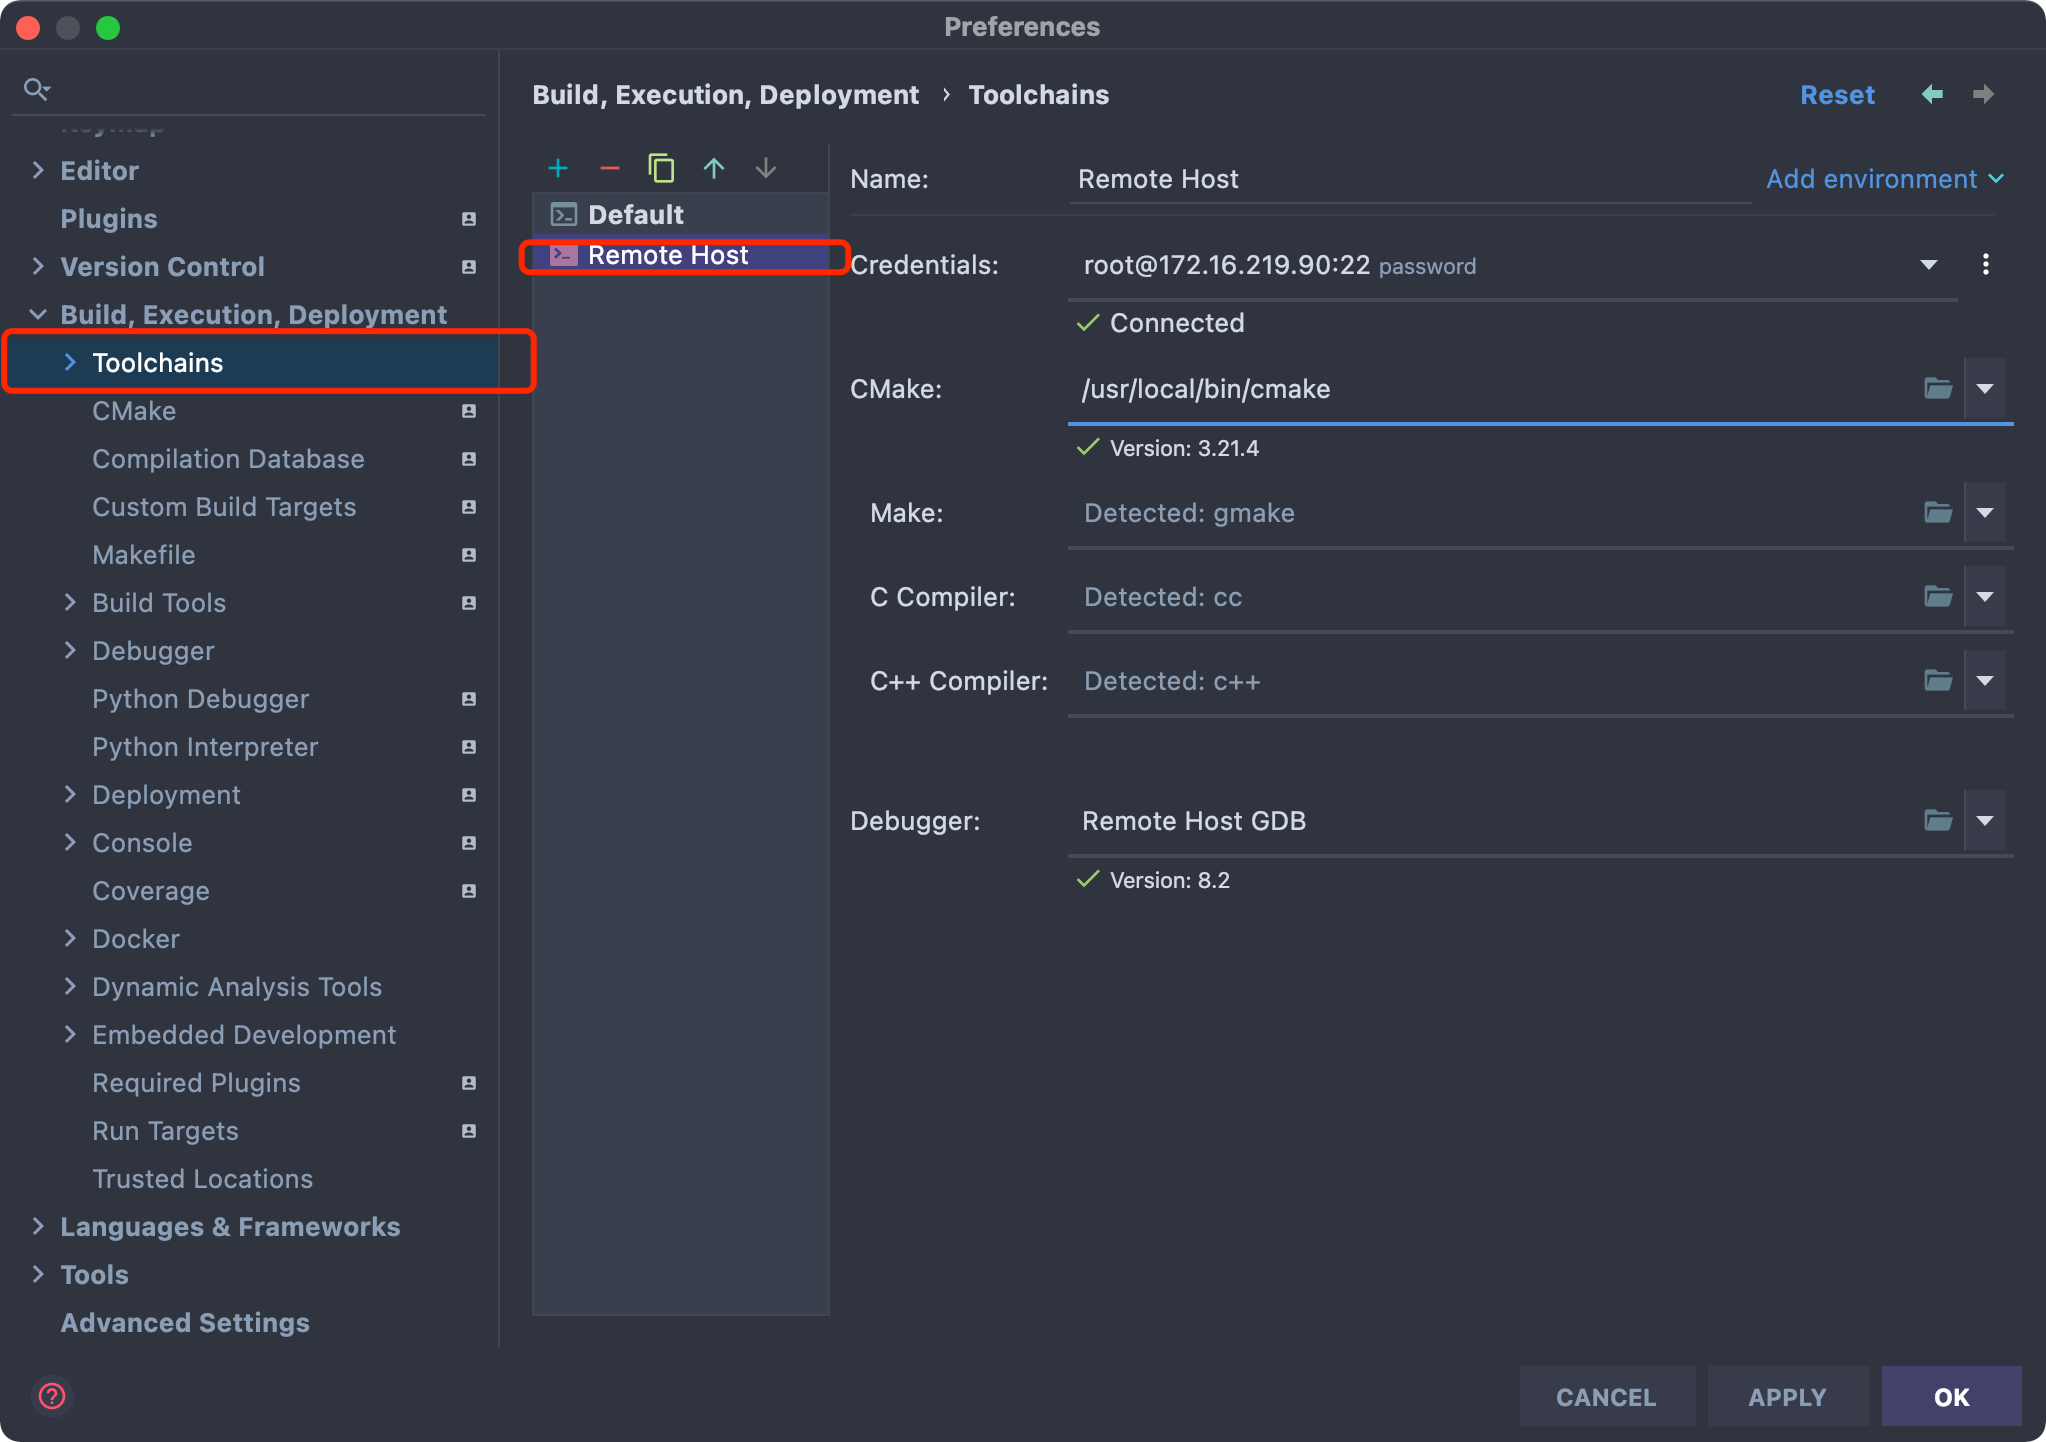 Preferences
Keymap
Editor
Plugins
Version Control
Build, Execution, Deployment
Toolchains
CMake
Compilation Database
Custom Build Targets
Makefile
Build Tools
Debugger
Python Debugger
Python Interpreter
Deployment
Console
Coverage
Docker
Dynamic Analysis Tools
Embedded Development
Required Plugins
Run Targets
Trusted Locations
Languages & Frameworks
Tools
Advanced Settings
Build, Execution, Deployment › Toolchains
Reset
Default
Remote Host
Name: Remote Host
Add environment
Credentials: root@172.16.219.90:22 password
Connected
CMake: /usr/local/bin/cmake
Version: 3.21.4
Make: Detected: gmake
C Compiler: Detected: cc
C++ Compiler: Detected: c++
Debugger: Remote Host GDB
Version: 8.2
?
CANCEL
APPLY
OK